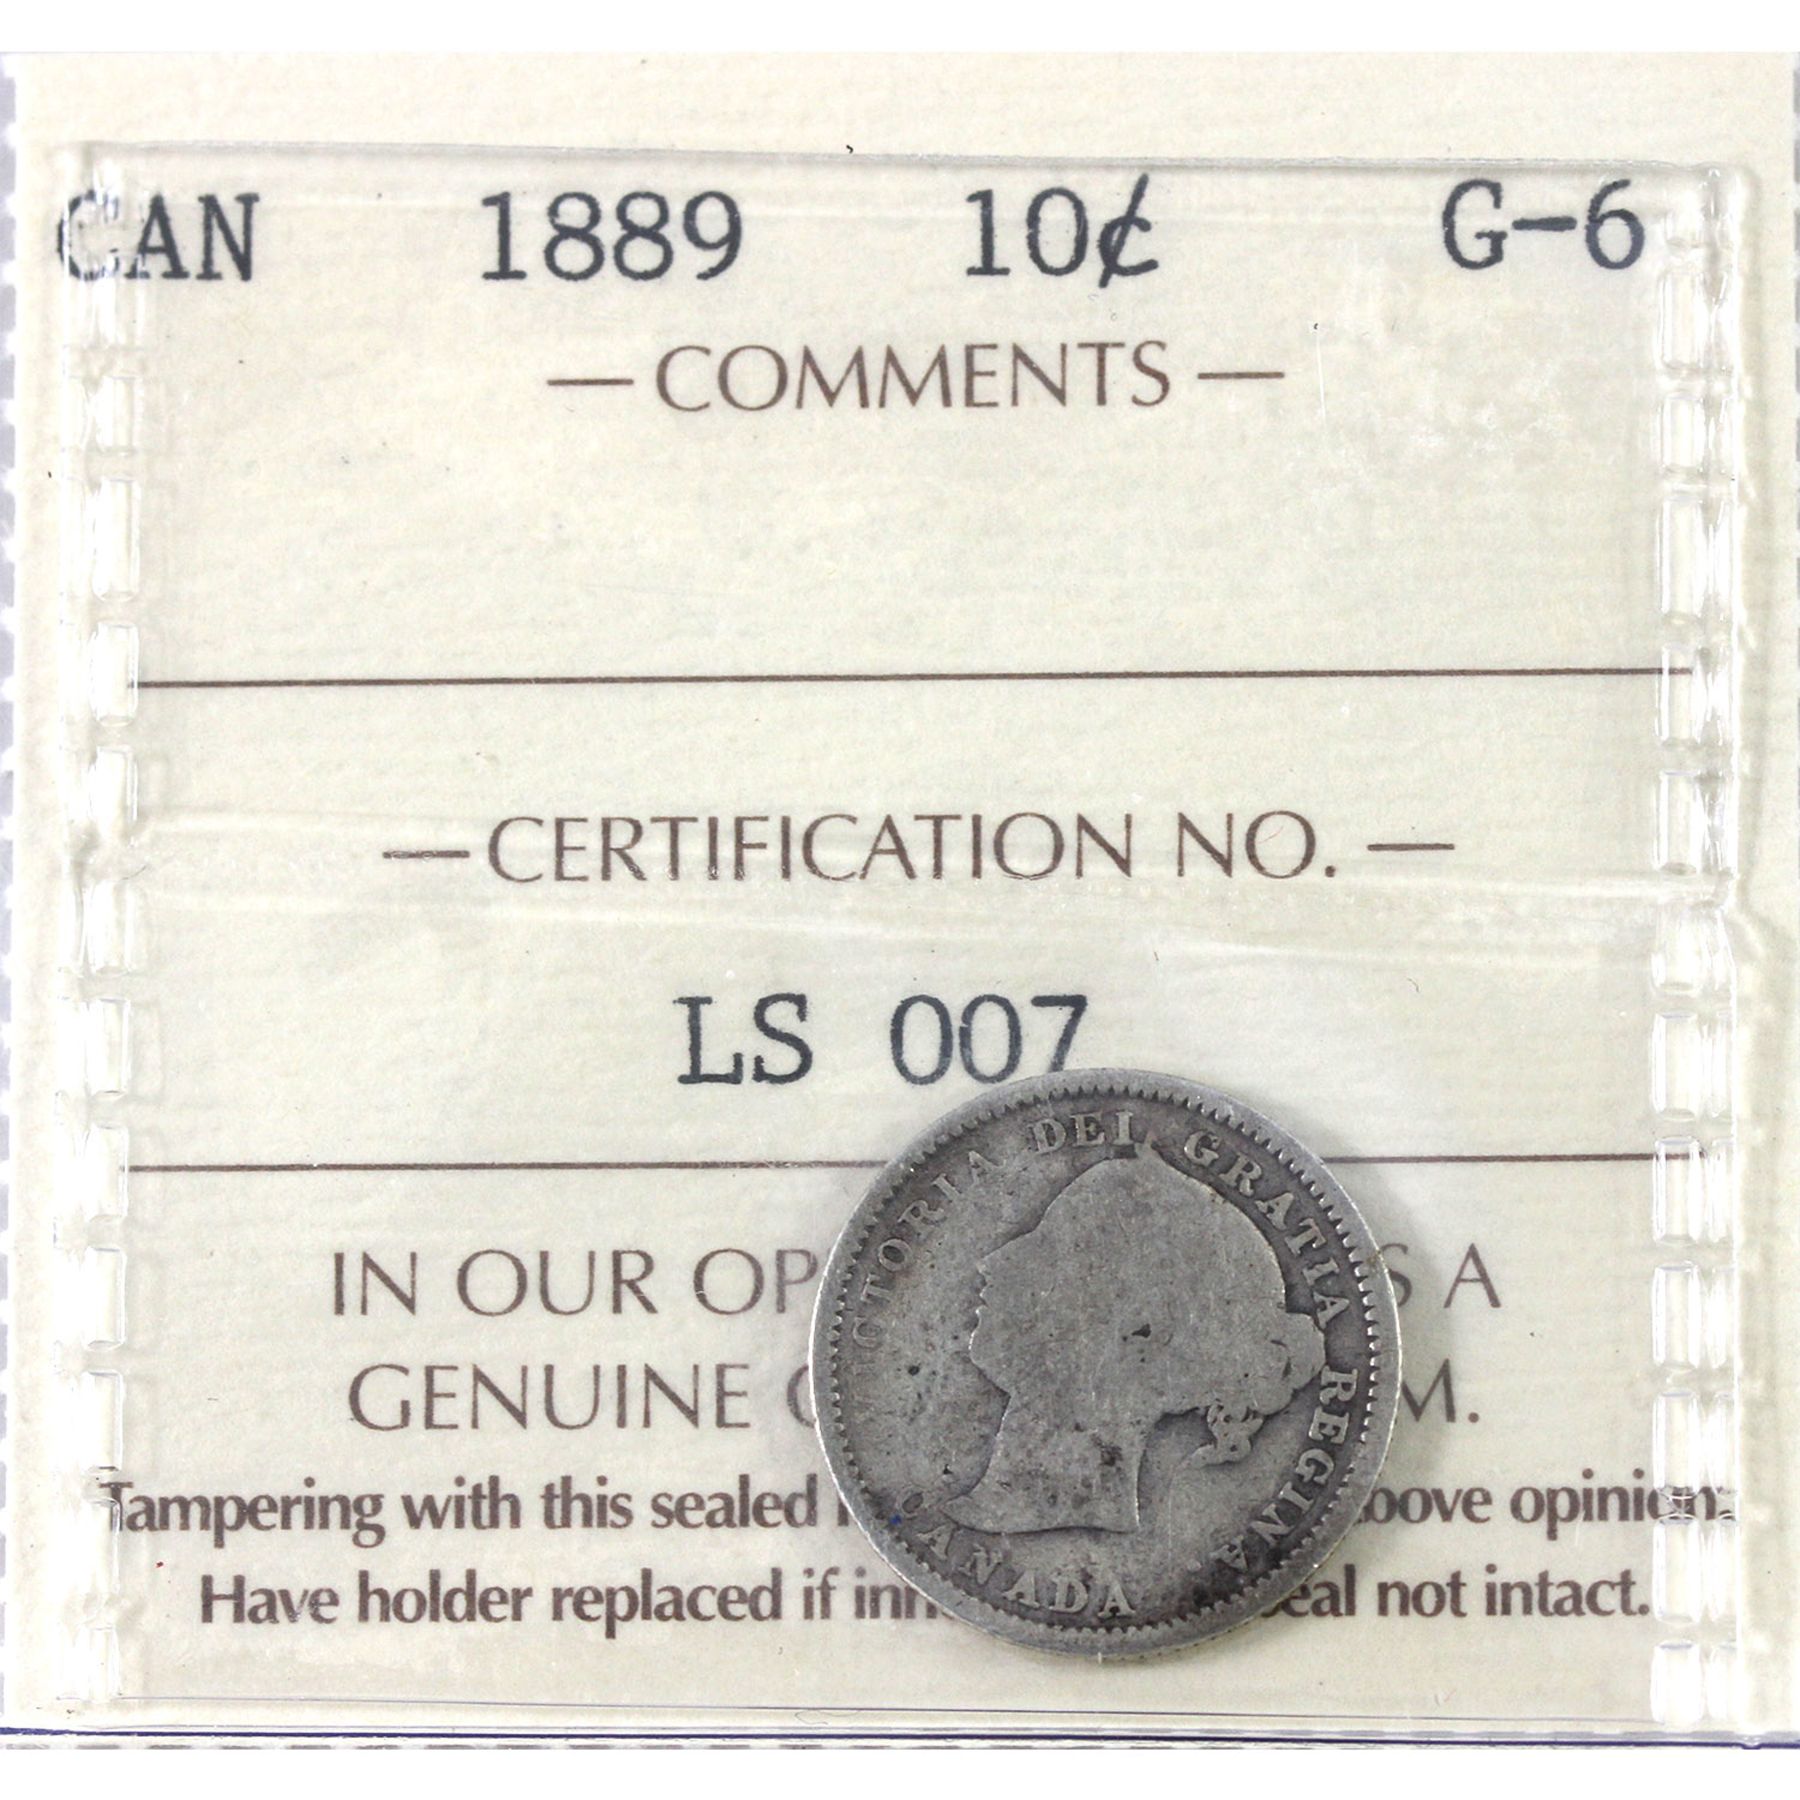 CAN 1889 10¢ G-6
— COMMENTS —
— CERTIFICATION NO. —
LS 007
IN OUR OP S A
GENUINE M.
Tampering with this sealed bove opinion.
Have holder replaced if inn eal not intact.
VICTORIA DEI GRATIA REGINA.
CANADA